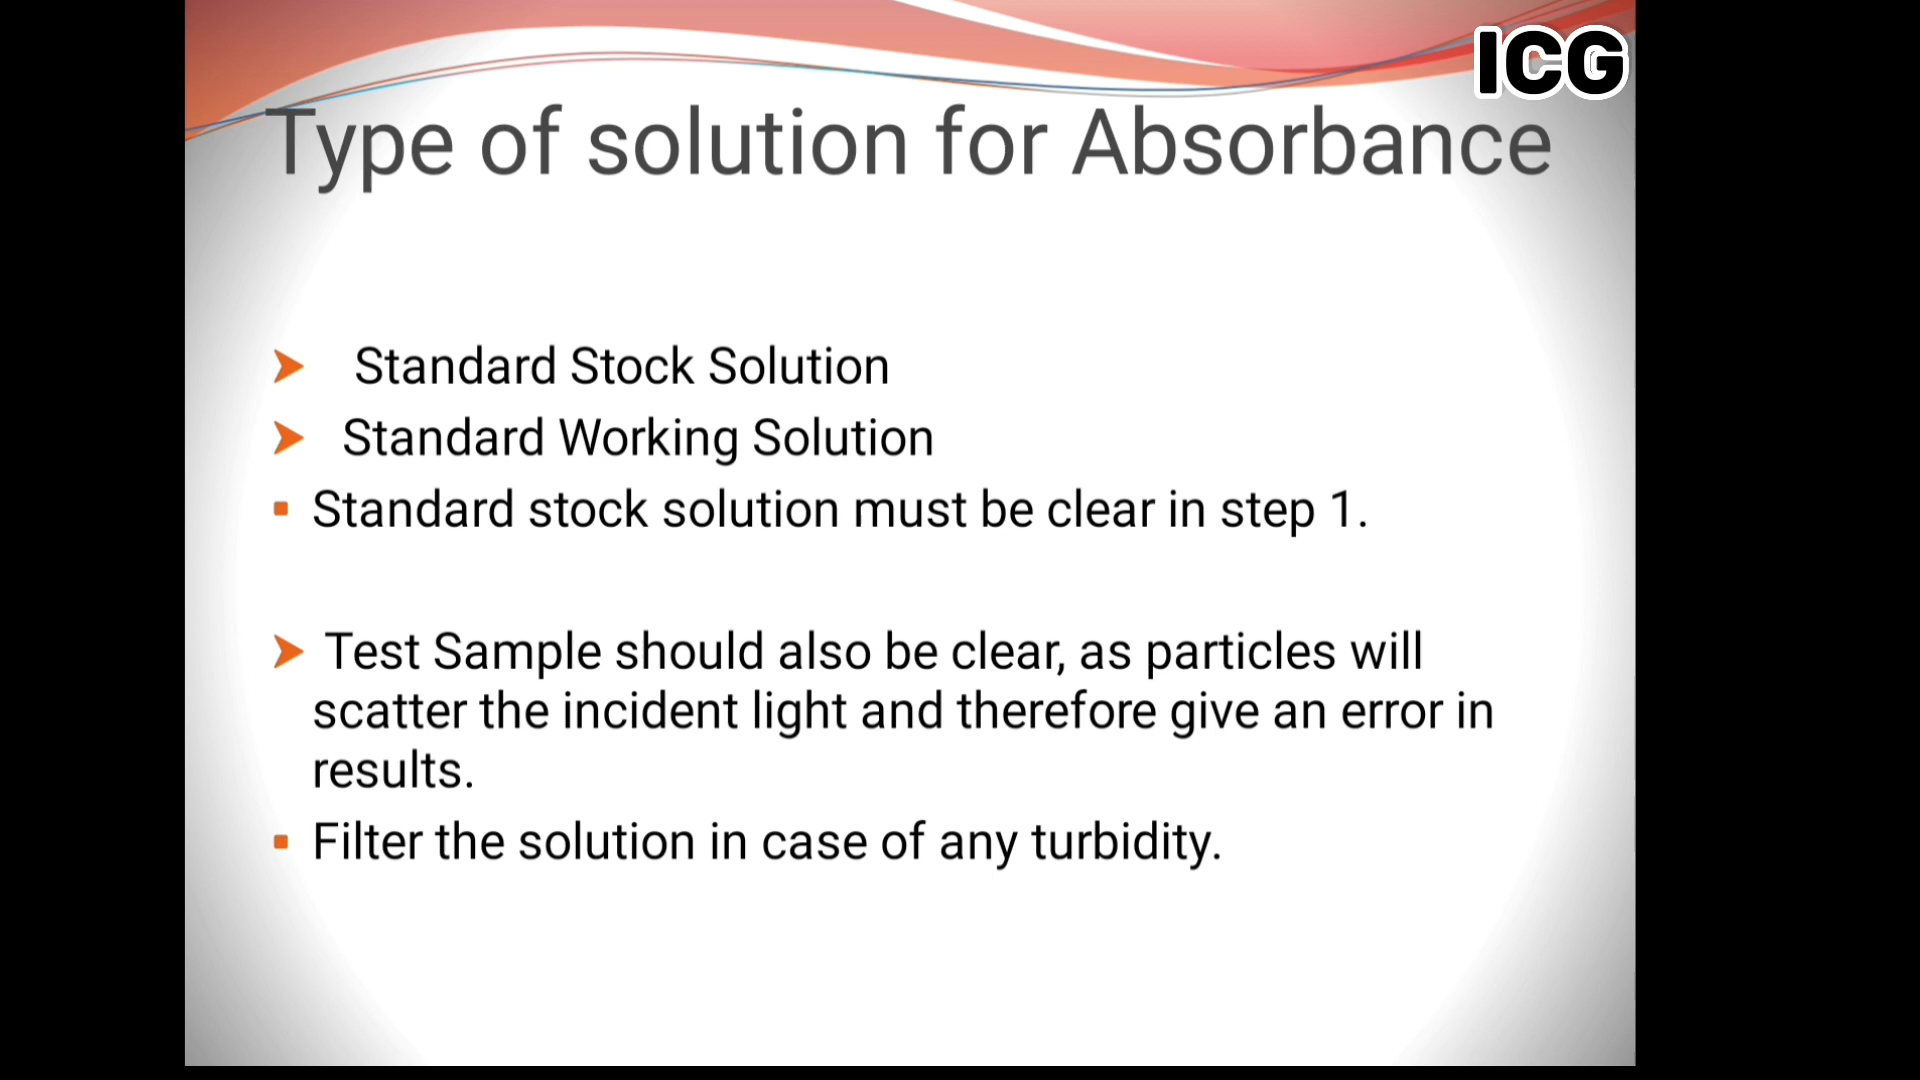 ICG
Type of solution for Absorbance
Standard Stock Solution
Standard Working Solution
Standard stock solution must be clear in step 1.
Test Sample should also be clear, as particles will
scatter the incident light and therefore give an error in
results.
Filter the solution in case of any turbidity.